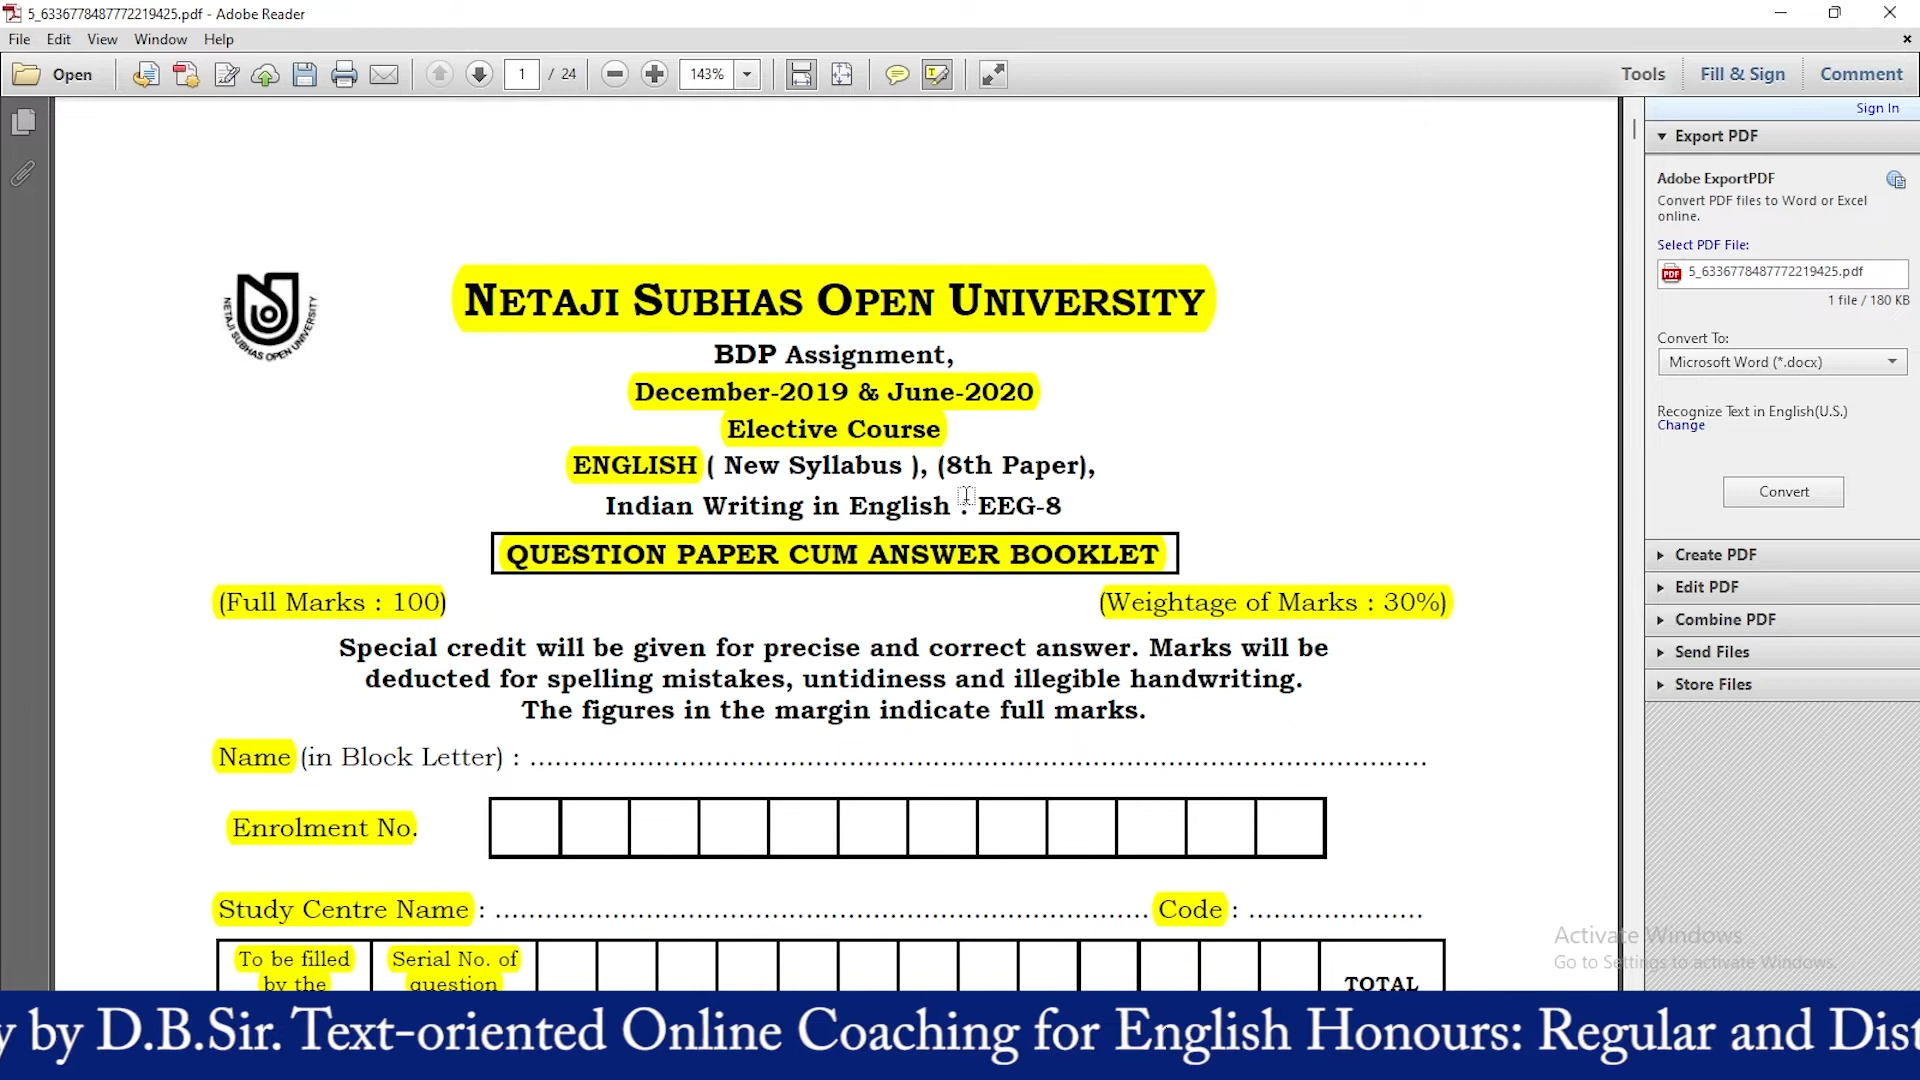 5_6336778487772219425.pdf - Adobe Reader
File Edit View Window Help
Open 1 / 24 143% Tools Fill & Sign Comment
Sign In
Export PDF
Adobe ExportPDF
Convert PDF files to Word or Excel
online.
Select PDF File:
5_6336778487772219425.pdf
1 file / 180 KB
Convert To:
Microsoft Word (*.docx)
Recognize Text in English(U.S.)
Change
Convert
Create PDF
Edit PDF
Combine PDF
Send Files
Store Files
NETAJI SUBHAS OPEN UNIVERSITY
NETAJI SUBHAS OPEN UNIVERSITY
BDP Assignment,
December-2019 & June-2020
Elective Course
ENGLISH ( New Syllabus ), (8th Paper),
Indian Writing in English : EEG-8
QUESTION PAPER CUM ANSWER BOOKLET
(Full Marks : 100) (Weightage of Marks : 30%)
Special credit will be given for precise and correct answer. Marks will be
deducted for spelling mistakes, untidiness and illegible handwriting.
The figures in the margin indicate full marks.
Name (in Block Letter) : ..........................................................................................................
Enrolment No.
Study Centre Name : .............................................................................. Code : .....................
To be filled Serial No. of
by the question TOTAL
Activate Windows
Go to Settings to activate Windows.
y by D.B.Sir. Text-oriented Online Coaching for English Honours: Regular and Dist